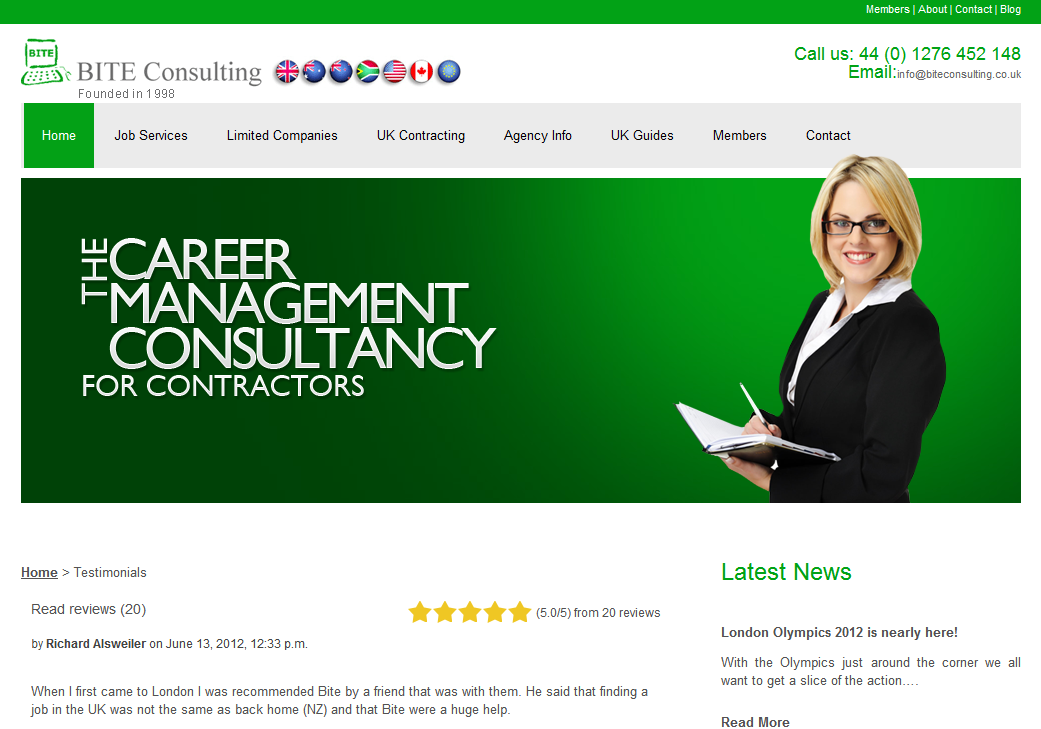 Members | About | Contact | Blog
BITE
BITE Consulting
Founded in 1998
Call us: 44 (0) 1276 452 148
Email:info@biteconsulting.co.uk
Home Job Services Limited Companies UK Contracting Agency Info UK Guides Members Contact
THE CAREER
MANAGEMENT
CONSULTANCY
FOR CONTRACTORS
Home > Testimonials
Read reviews (20)
(5.0/5) from 20 reviews
by Richard Alsweiler on June 13, 2012, 12:33 p.m.
When I first came to London I was recommended Bite by a friend that was with them. He said that finding a
job in the UK was not the same as back home (NZ) and that Bite were a huge help.
Latest News
London Olympics 2012 is nearly here!
With the Olympics just around the corner we all
want to get a slice of the action….
Read More